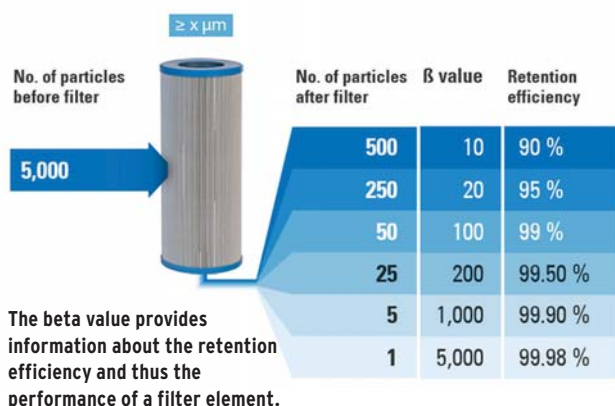 ≥ x µm
No. of particles
before filter
5,000
No. of particles
after filter
ß value
Retention
efficiency
500 10 90 %
250 20 95 %
50 100 99 %
25 200 99.50 %
5 1,000 99.90 %
1 5,000 99.98 %
The beta value provides
information about the retention
efficiency and thus the
performance of a filter element.